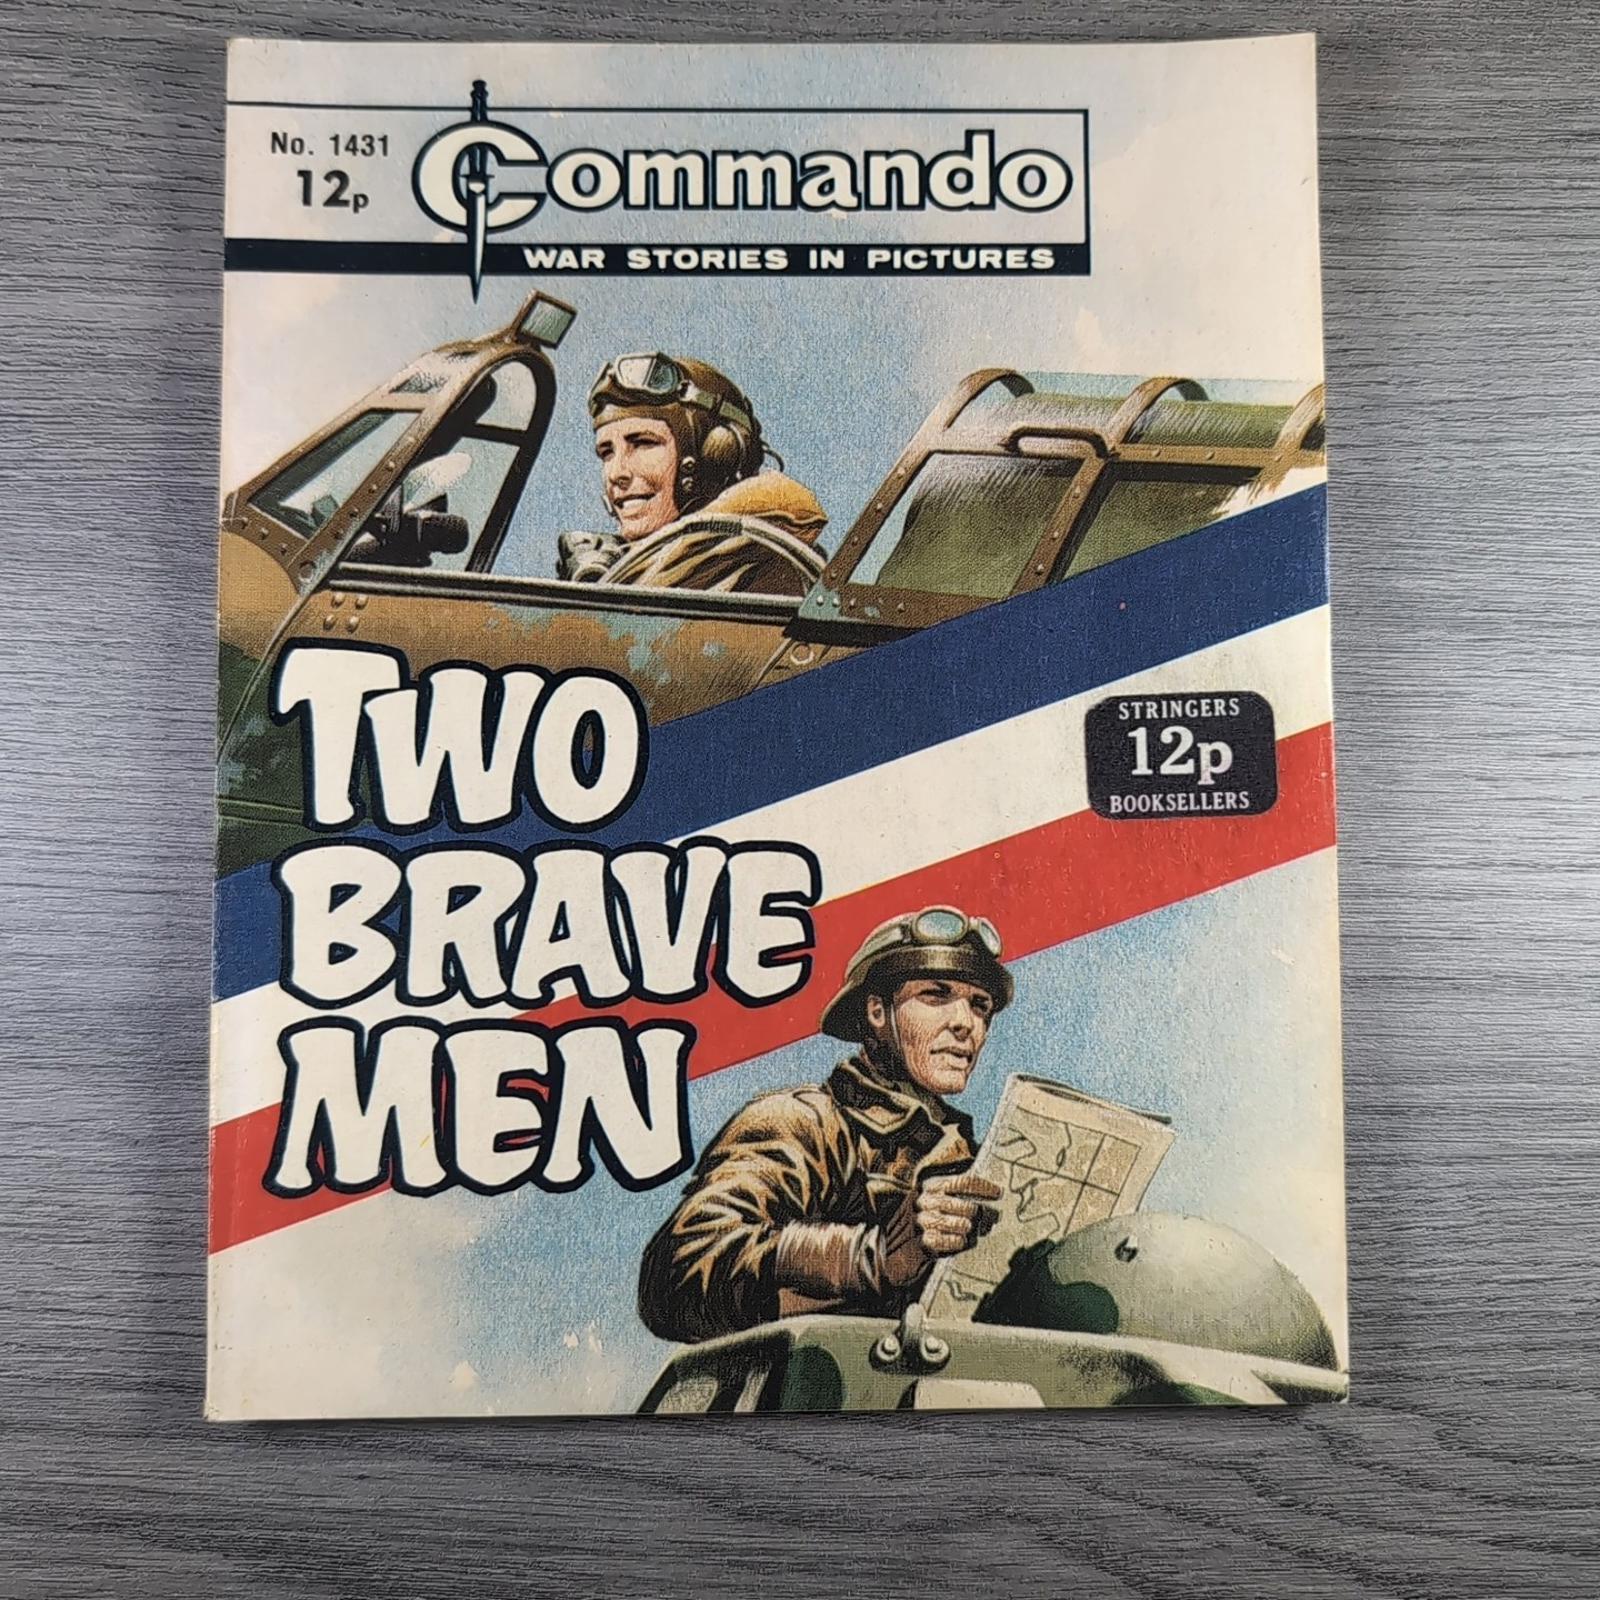 No. 1431
12p
Commando
WAR STORIES IN PICTURES
TWO
BRAVE
MEN
STRINGERS
12p
BOOKSELLERS